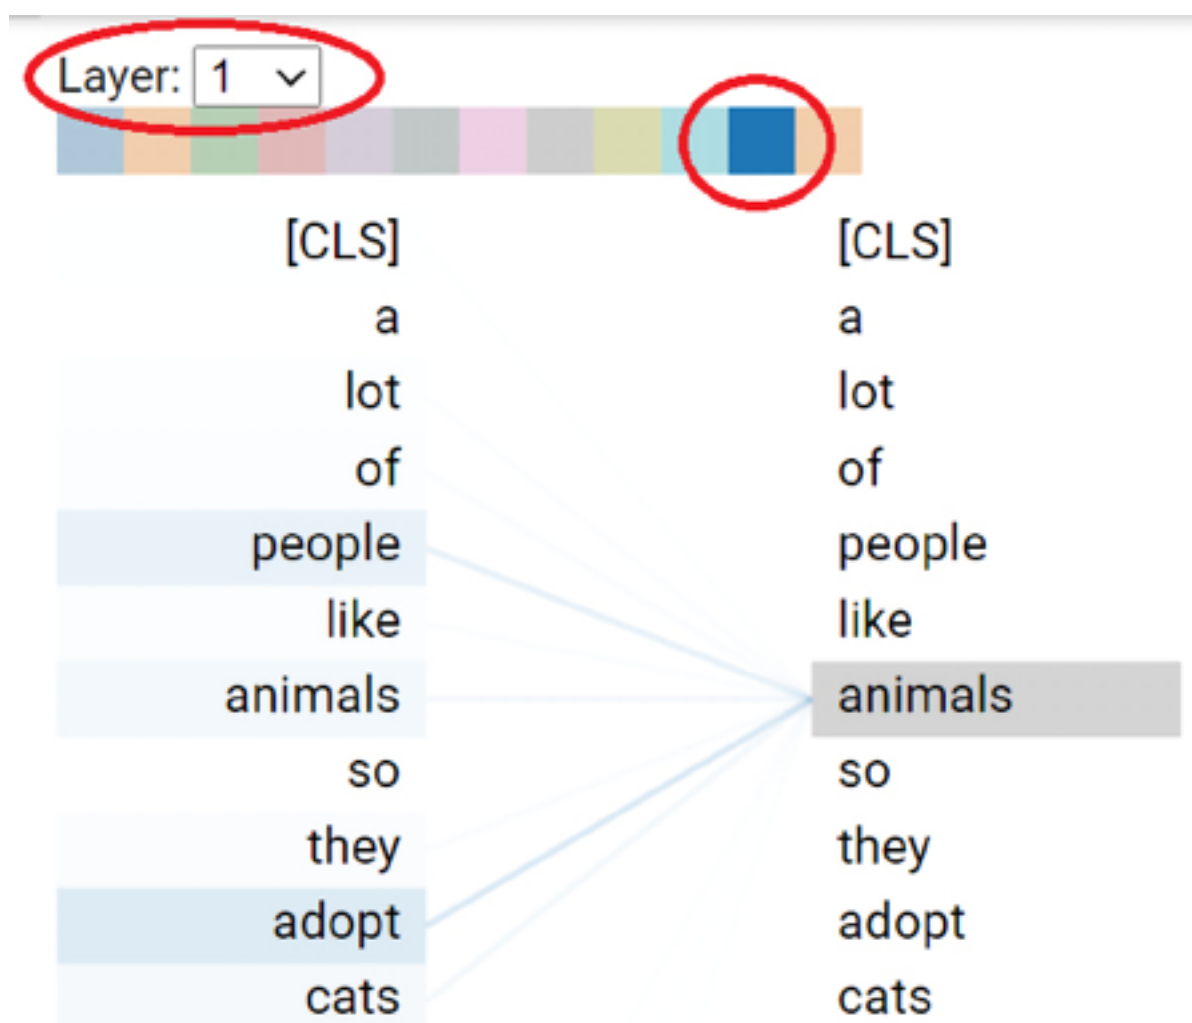 Layer: 1
[CLS] [CLS]
a a
lot lot
of of
people people
like like
animals animals
so so
they they
adopt adopt
cats cats